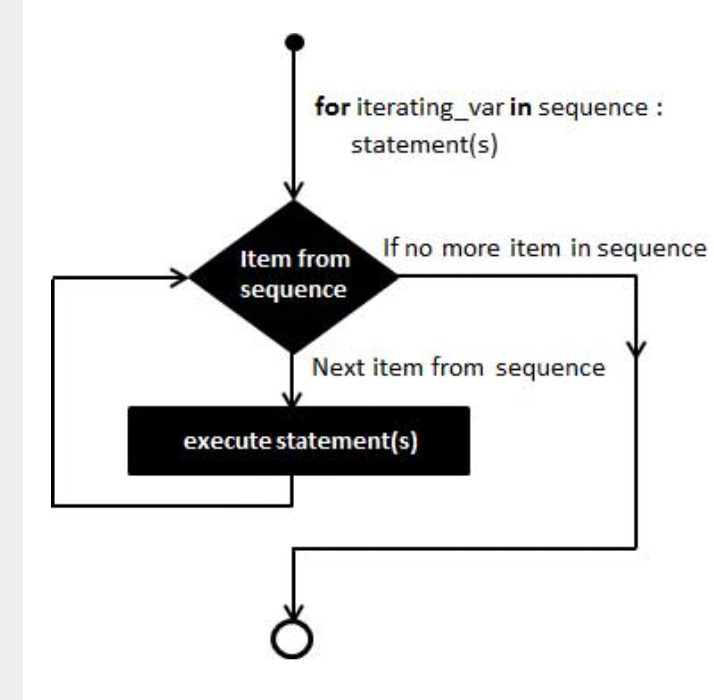 for iterating_var in sequence :
statement(s)
If no more item in sequence
Item from
sequence
Next item from sequence
execute statement(s)